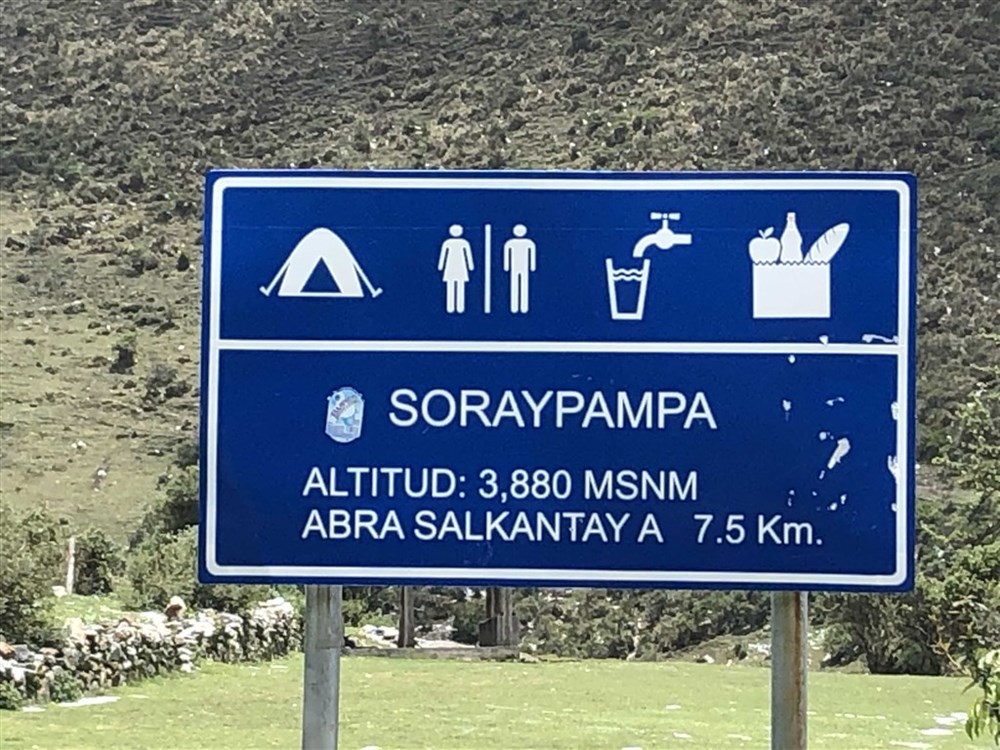 SORAYPAMPA
ALTITUD: 3,880 MSNM
ABRA SALKANTAY A 7.5 Km.